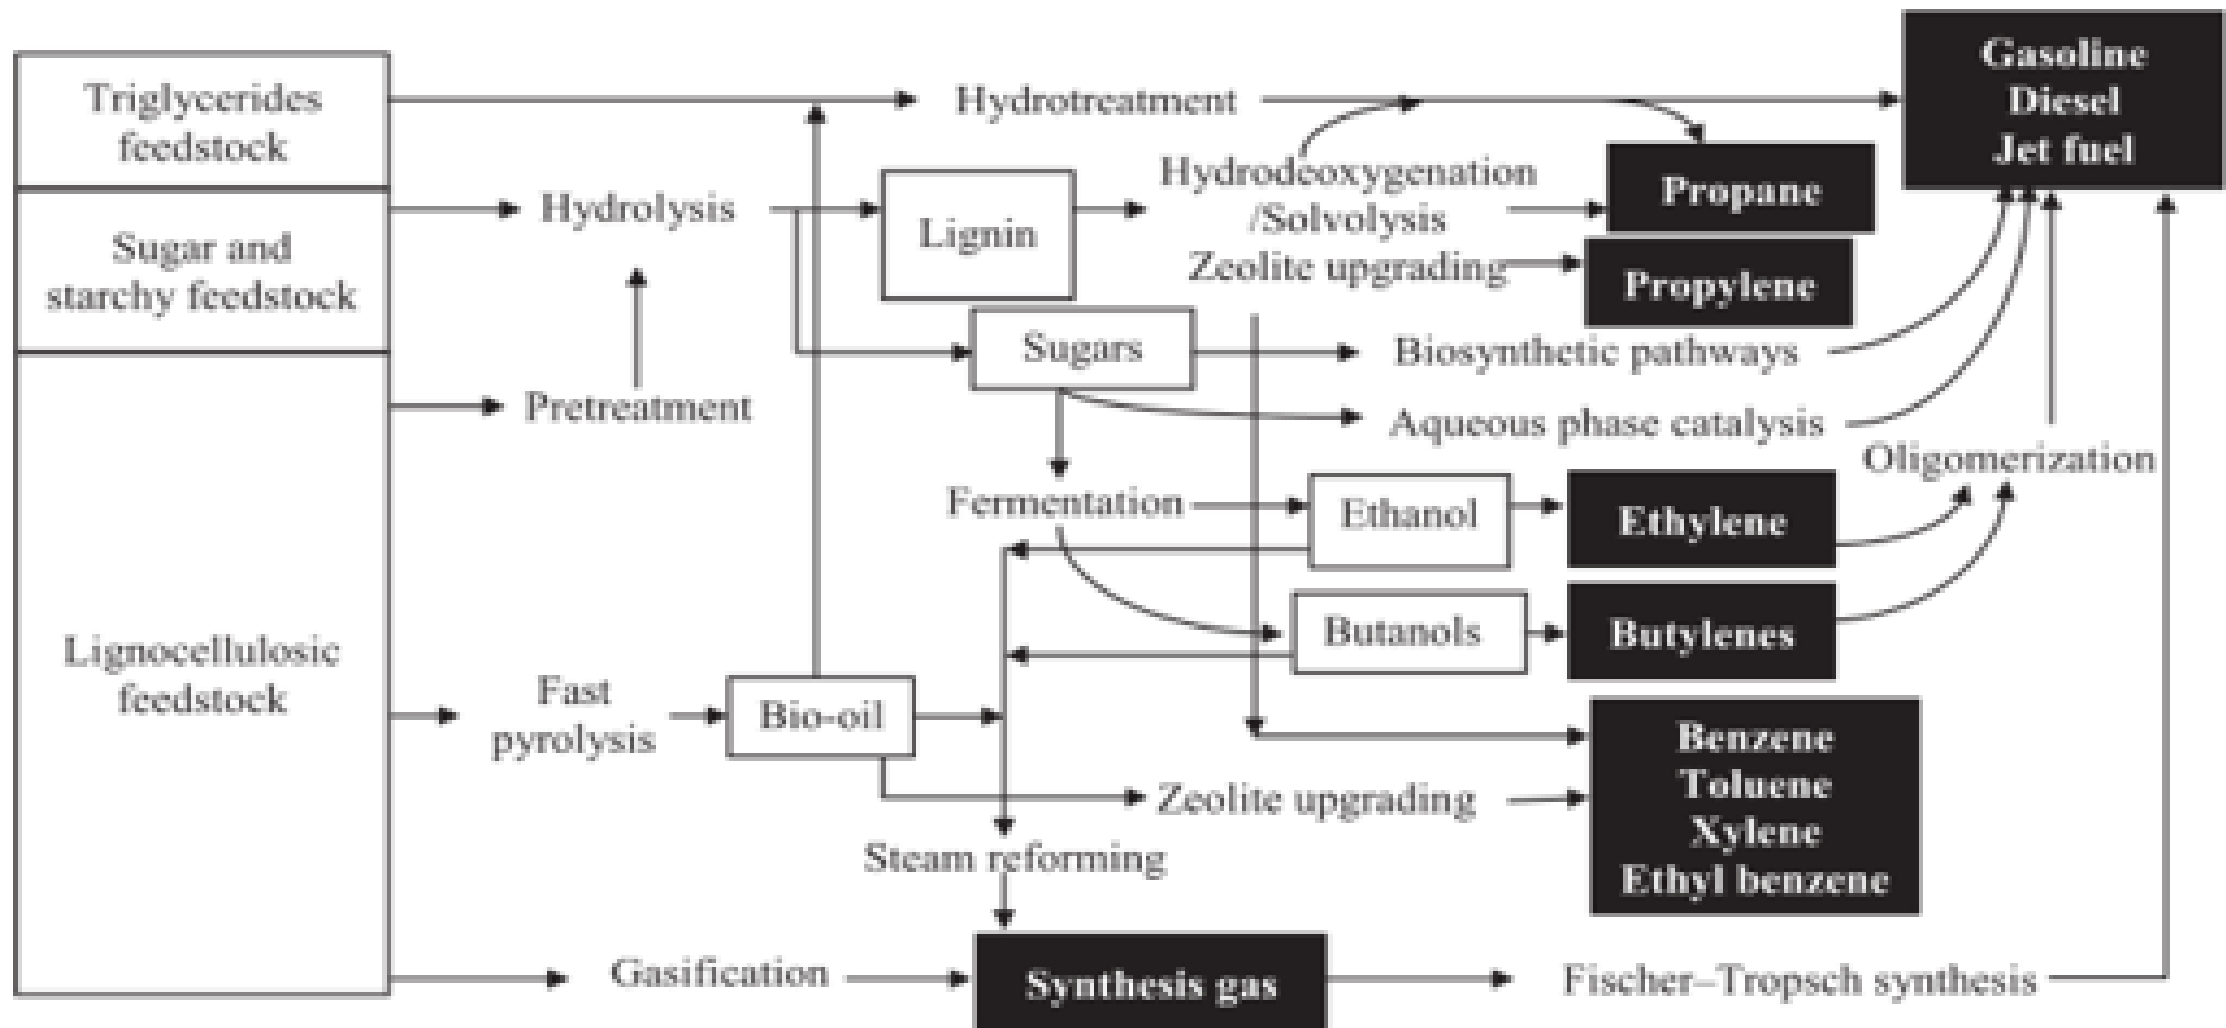 Triglycerides
feedstock
Sugar and
starchy feedstock
Lignocellulosic
feedstock
Hydrotreatment
Hydrolysis
Pretreatment
Lignin
Hydrodeoxygenation
/Solvolysis
Zeolite upgrading
Sugars
Biosynthetic pathways
Aqueous phase catalysis
Fermentation
Ethanol
Butanols
Fast
pyrolysis
Bio-oil
Zeolite upgrading
Steam reforming
Gasification
Synthesis gas
Fischer–Tropsch synthesis
Gasoline
Diesel
Jet fuel
Propane
Propylene
Oligomerization
Ethylene
Butylenes
Benzene
Toluene
Xylene
Ethyl benzene